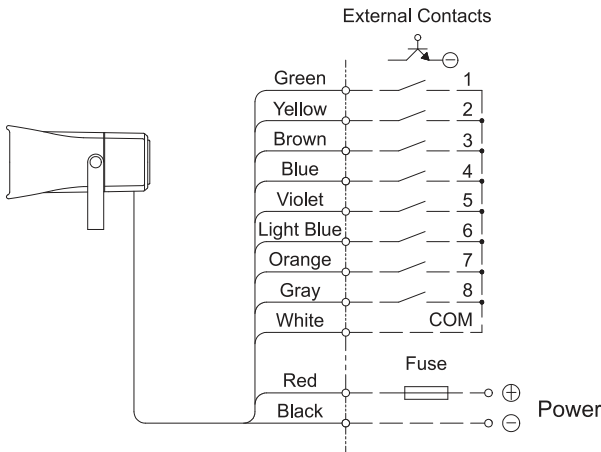 External Contacts
Green 1
Yellow 2
Brown 3
Blue 4
Violet 5
Light Blue 6
Orange 7
Gray 8
White COM
Fuse
Red
Black
Power